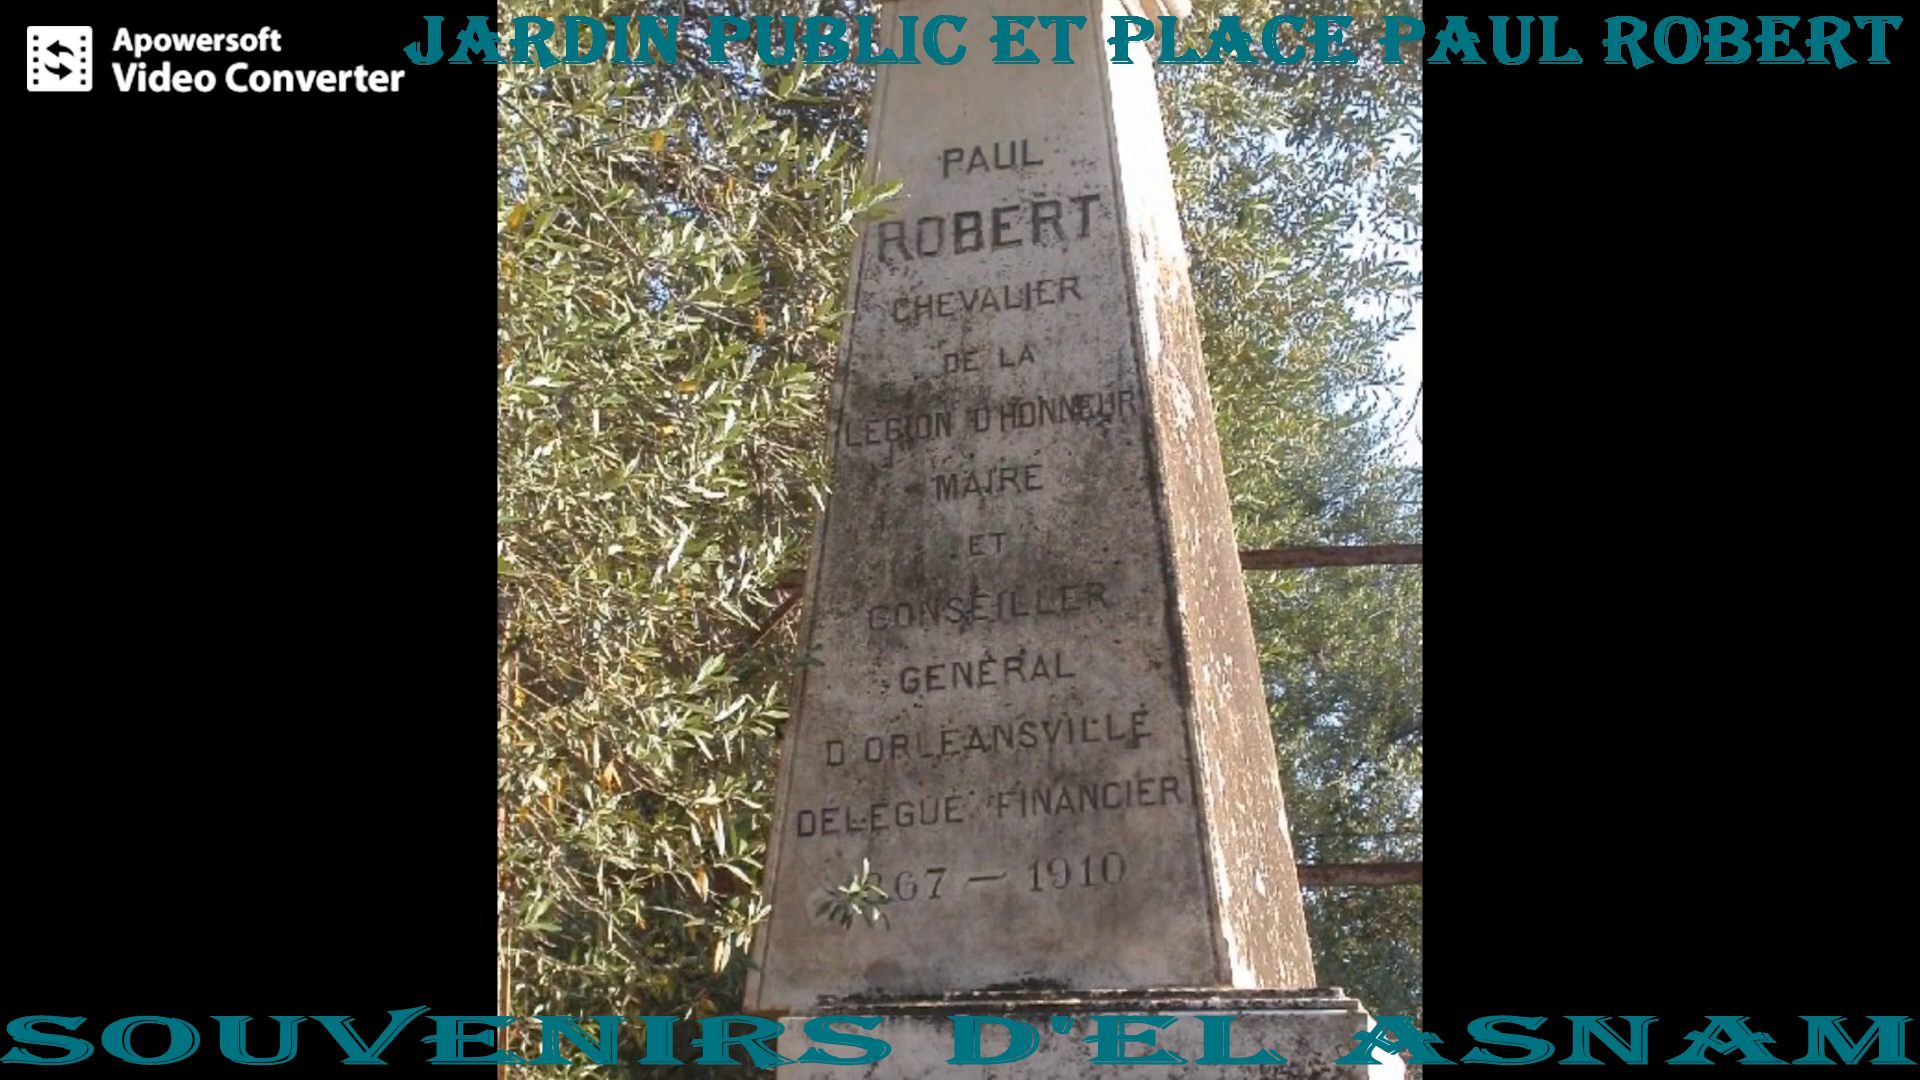 Apowersoft
Video Converter
JARDIN PUBLIC ET PLACE PAUL ROBERT
PAUL
ROBERT
CHEVALIER
DE LA
LEGION D'HONNEUR
MAIRE
ET
CONSEILLER
GENERAL
D'ORLEANSVILLE
DELEGUE FINANCIER
867 — 1910
SOUVENIRS D'EL ASNAM